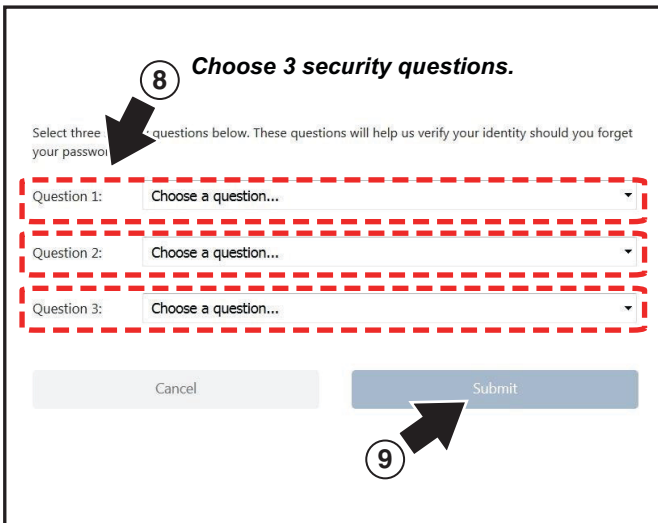 8
Choose 3 security questions.
Select three questions below. These questions will help us verify your identity should you forget
your
Question 1: Choose a question...
Question 2: Choose a question...
Question 3: Choose a question...
Cancel
Submit
9